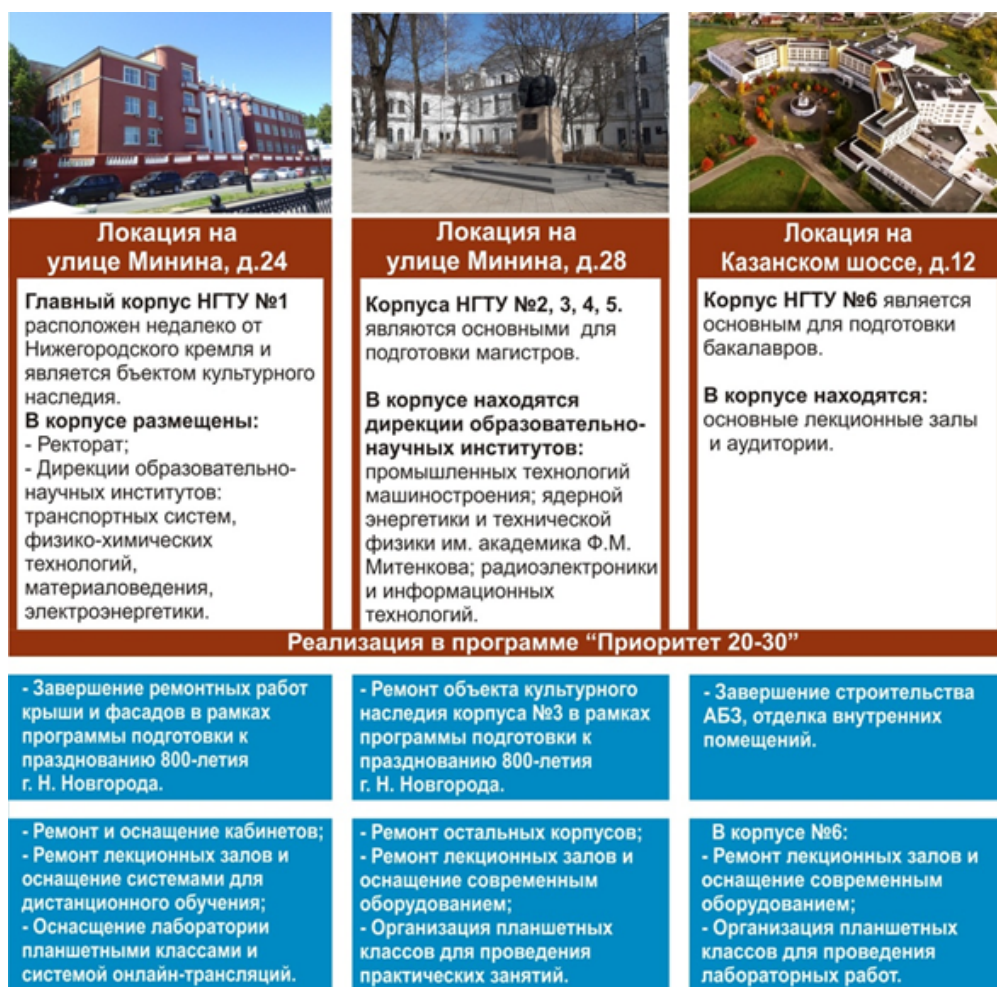 Локация на
улице Минина, д.24
Главный корпус НГТУ №1
расположен недалеко от
Нижегородского кремля и
является бъектом культурного
наследия.
В корпусе размещены:
- Ректорат;
- Дирекции образовательно-
научных институтов:
транспортных систем,
физико-химических
технологий,
материаловедения,
электроэнергетики.
Локация на
улице Минина, д.28
Корпуса НГТУ №2, 3, 4, 5.
являются основными для
подготовки магистров.
В корпусе находятся
дирекции образовательно-
научных институтов:
промышленных технологий
машиностроения; ядерной
энергетики и технической
физики им. академика Ф.М.
Митенкова; радиоэлектроники
и информационных
технологий.
Локация на
Казанском шоссе, д.12
Корпус НГТУ №6 является
основным для подготовки
бакалавров.
В корпусе находятся:
основные лекционные залы
и аудитории.
Реализация в программе “Приоритет 20-30”
- Завершение ремонтных работ
крыши и фасадов в рамках
программы подготовки к
празднованию 800-летия
г. Н. Новгорода.
- Ремонт объекта культурного
наследия корпуса №3 в рамках
программы подготовки к
празднованию 800-летия
г. Н. Новгорода.
- Завершение строительства
АБЗ, отделка внутренних
помещений.
- Ремонт и оснащение кабинетов;
- Ремонт лекционных залов и
оснащение системами для
дистанционного обучения;
- Оснасщение лаборатории
планшетными классами и
системой онлайн-трансляций.
- Ремонт остальных корпусов;
- Ремонт лекционных залов и
оснащение современным
оборудованием;
- Организация планшетных
классов для проведения
практических занятий.
В корпусе №6:
- Ремонт лекционных залов и
оснащение современным
оборудованием;
- Организация планшетных
классов для проведения
лабораторных работ.